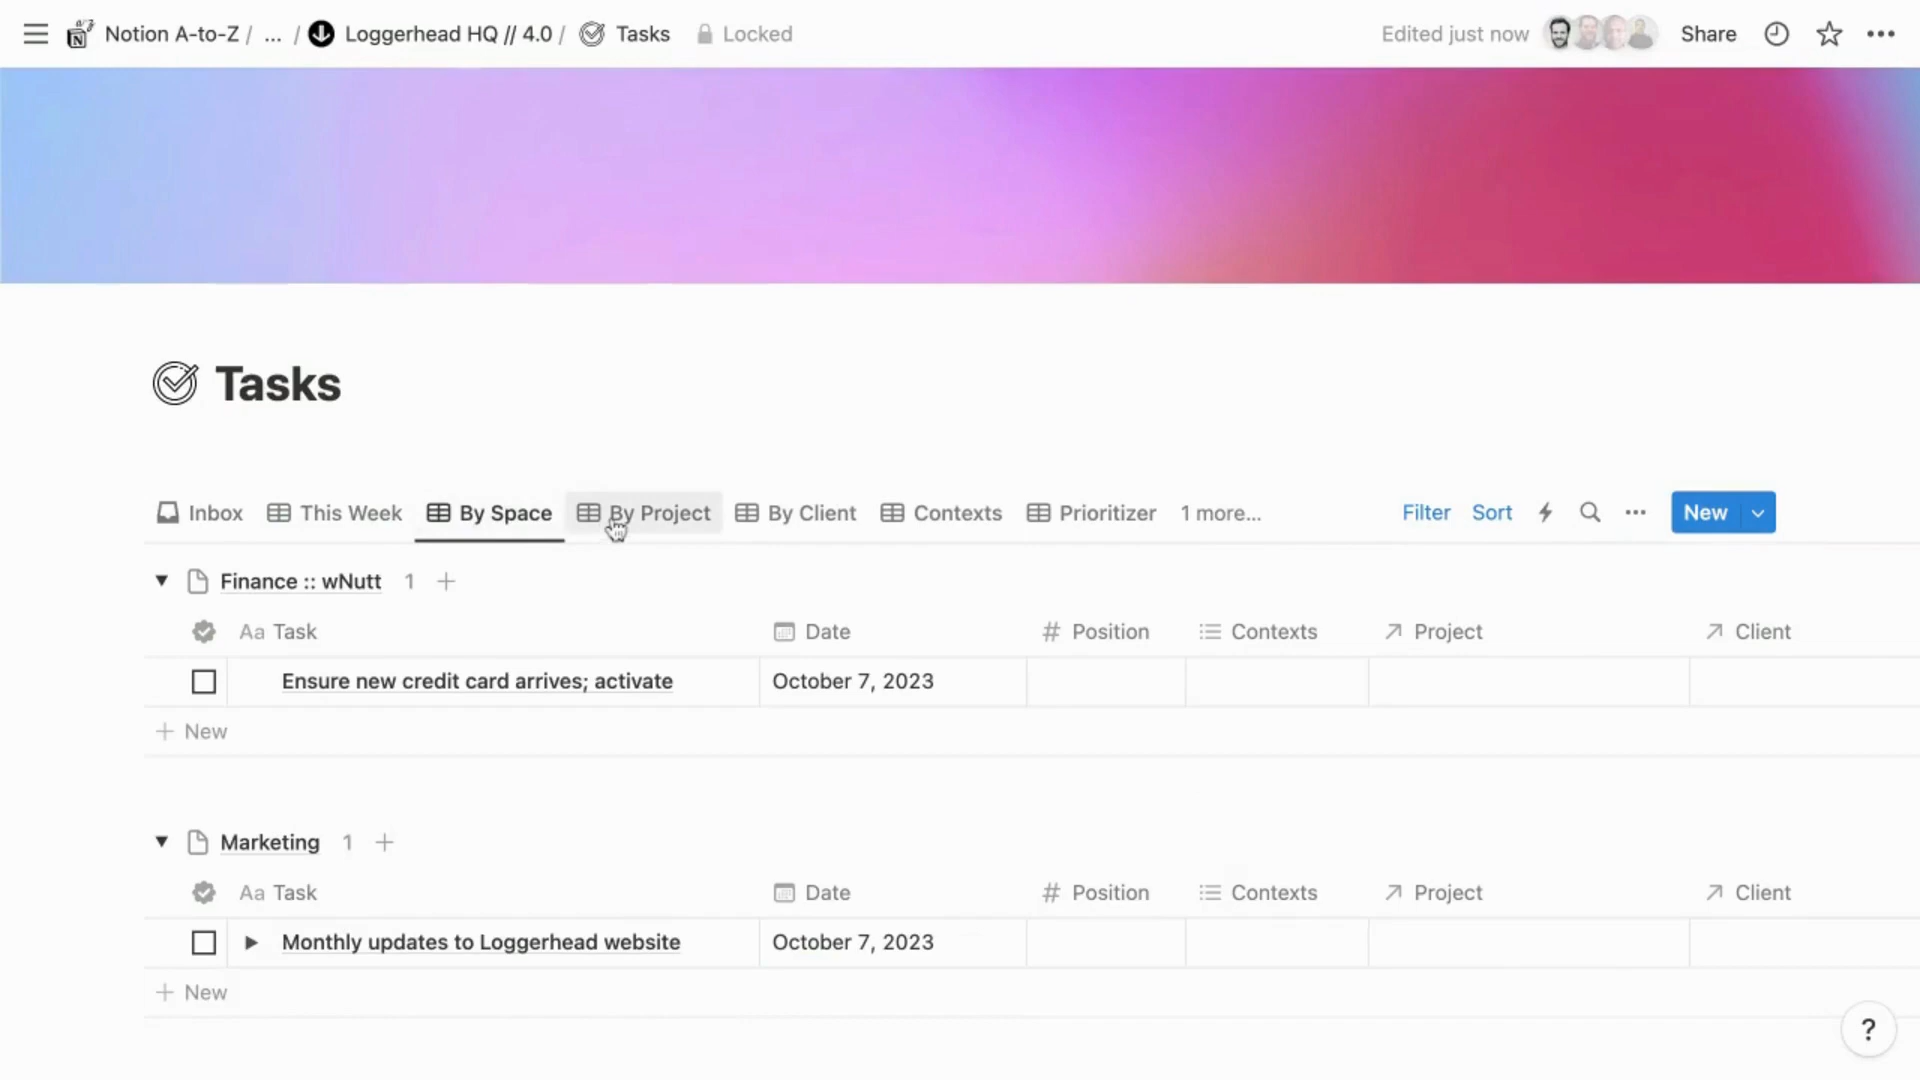 Notion A-to-Z / ... / Loggerhead HQ // 4.0 / Tasks Locked Edited just now Share
Tasks
Inbox This Week By Space By Project By Client Contexts Prioritizer 1 more... Filter Sort New
Finance :: wNutt 1
Aa Task Date # Position Contexts Project Client
Ensure new credit card arrives; activate October 7, 2023
+ New
Marketing 1
Aa Task Date # Position Contexts Project Client
Monthly updates to Loggerhead website October 7, 2023
+ New
?